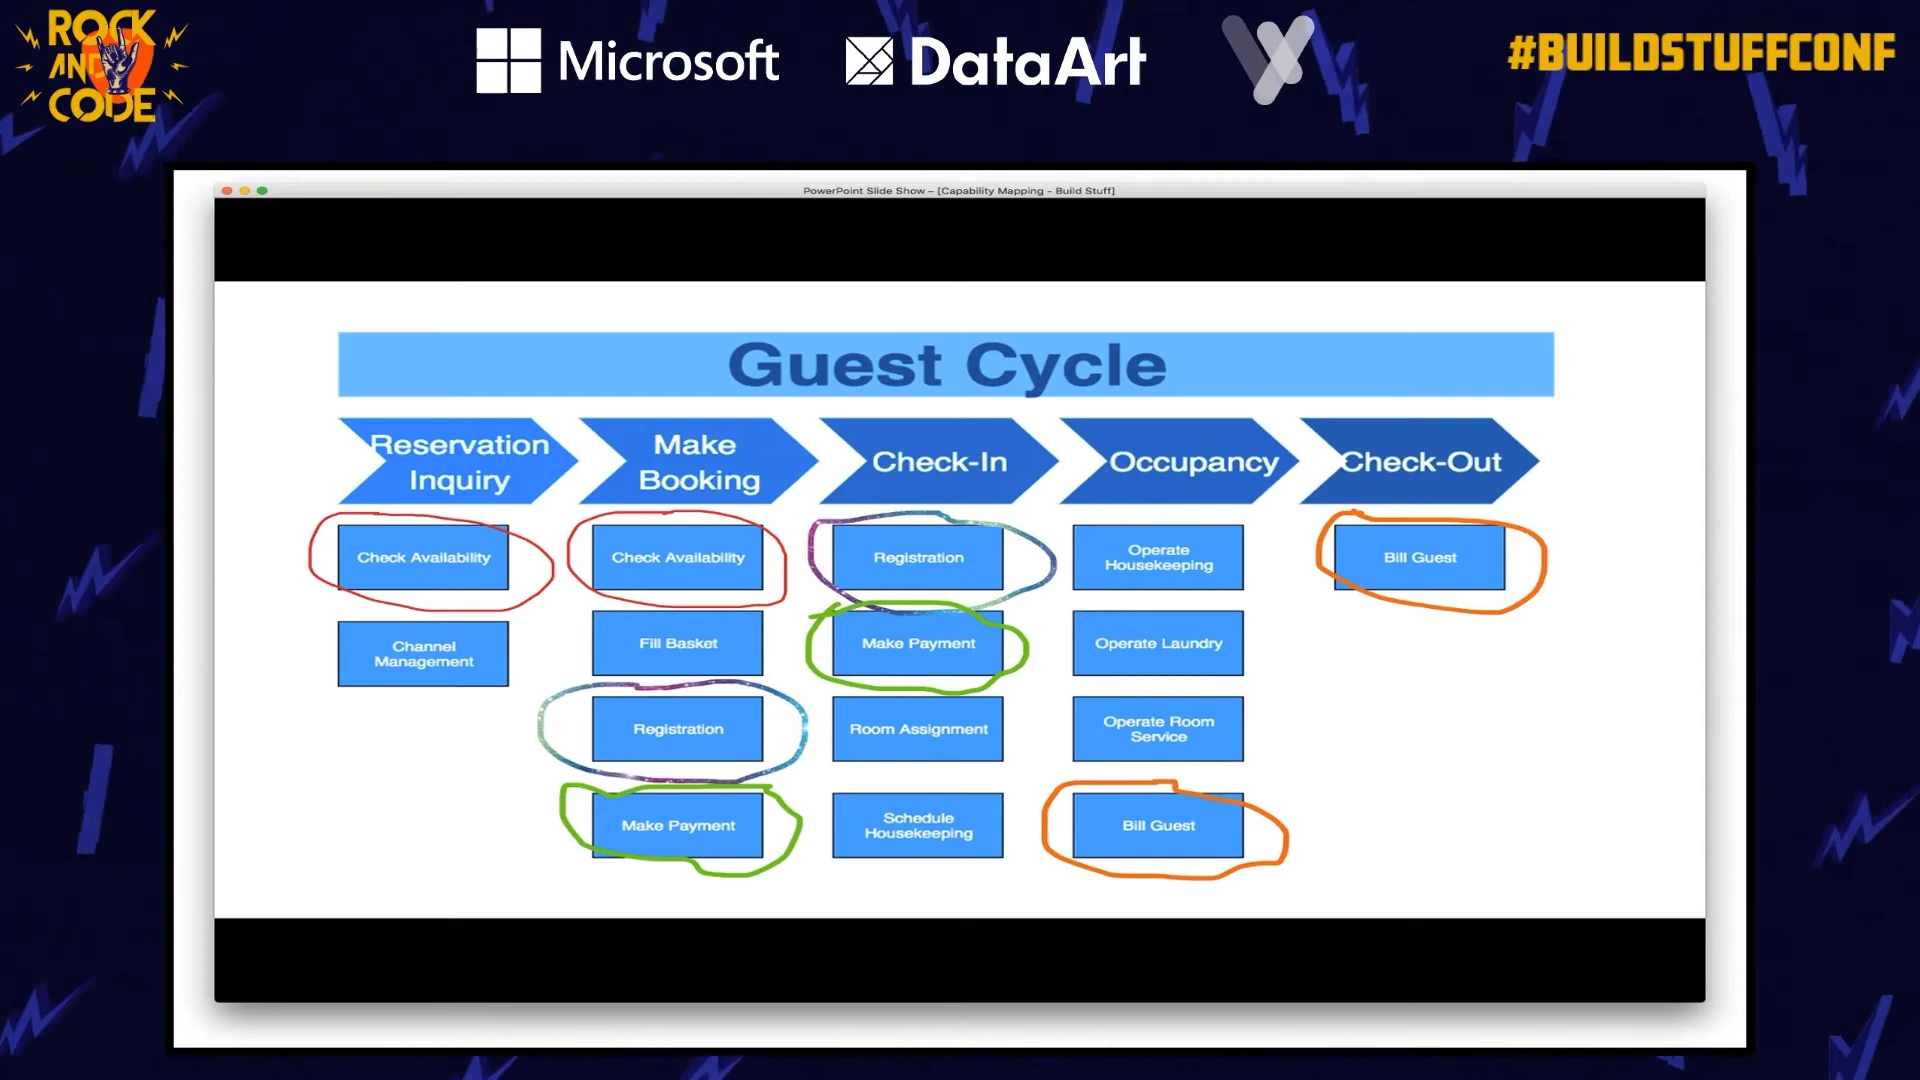 ROCK
AND
CODE
Microsoft
DataArt
#BUILDSTUFFCONF
PowerPoint Slide Show – [Capability Mapping - Build Stuff]
Guest Cycle
Reservation
Inquiry
Make
Booking
Check-In
Occupancy
Check-Out
Check Availability
Channel
Management
Check Availability
Fill Basket
Registration
Make Payment
Registration
Make Payment
Room Assignment
Schedule
Housekeeping
Operate
Housekeeping
Operate Laundry
Operate Room
Service
Bill Guest
Bill Guest